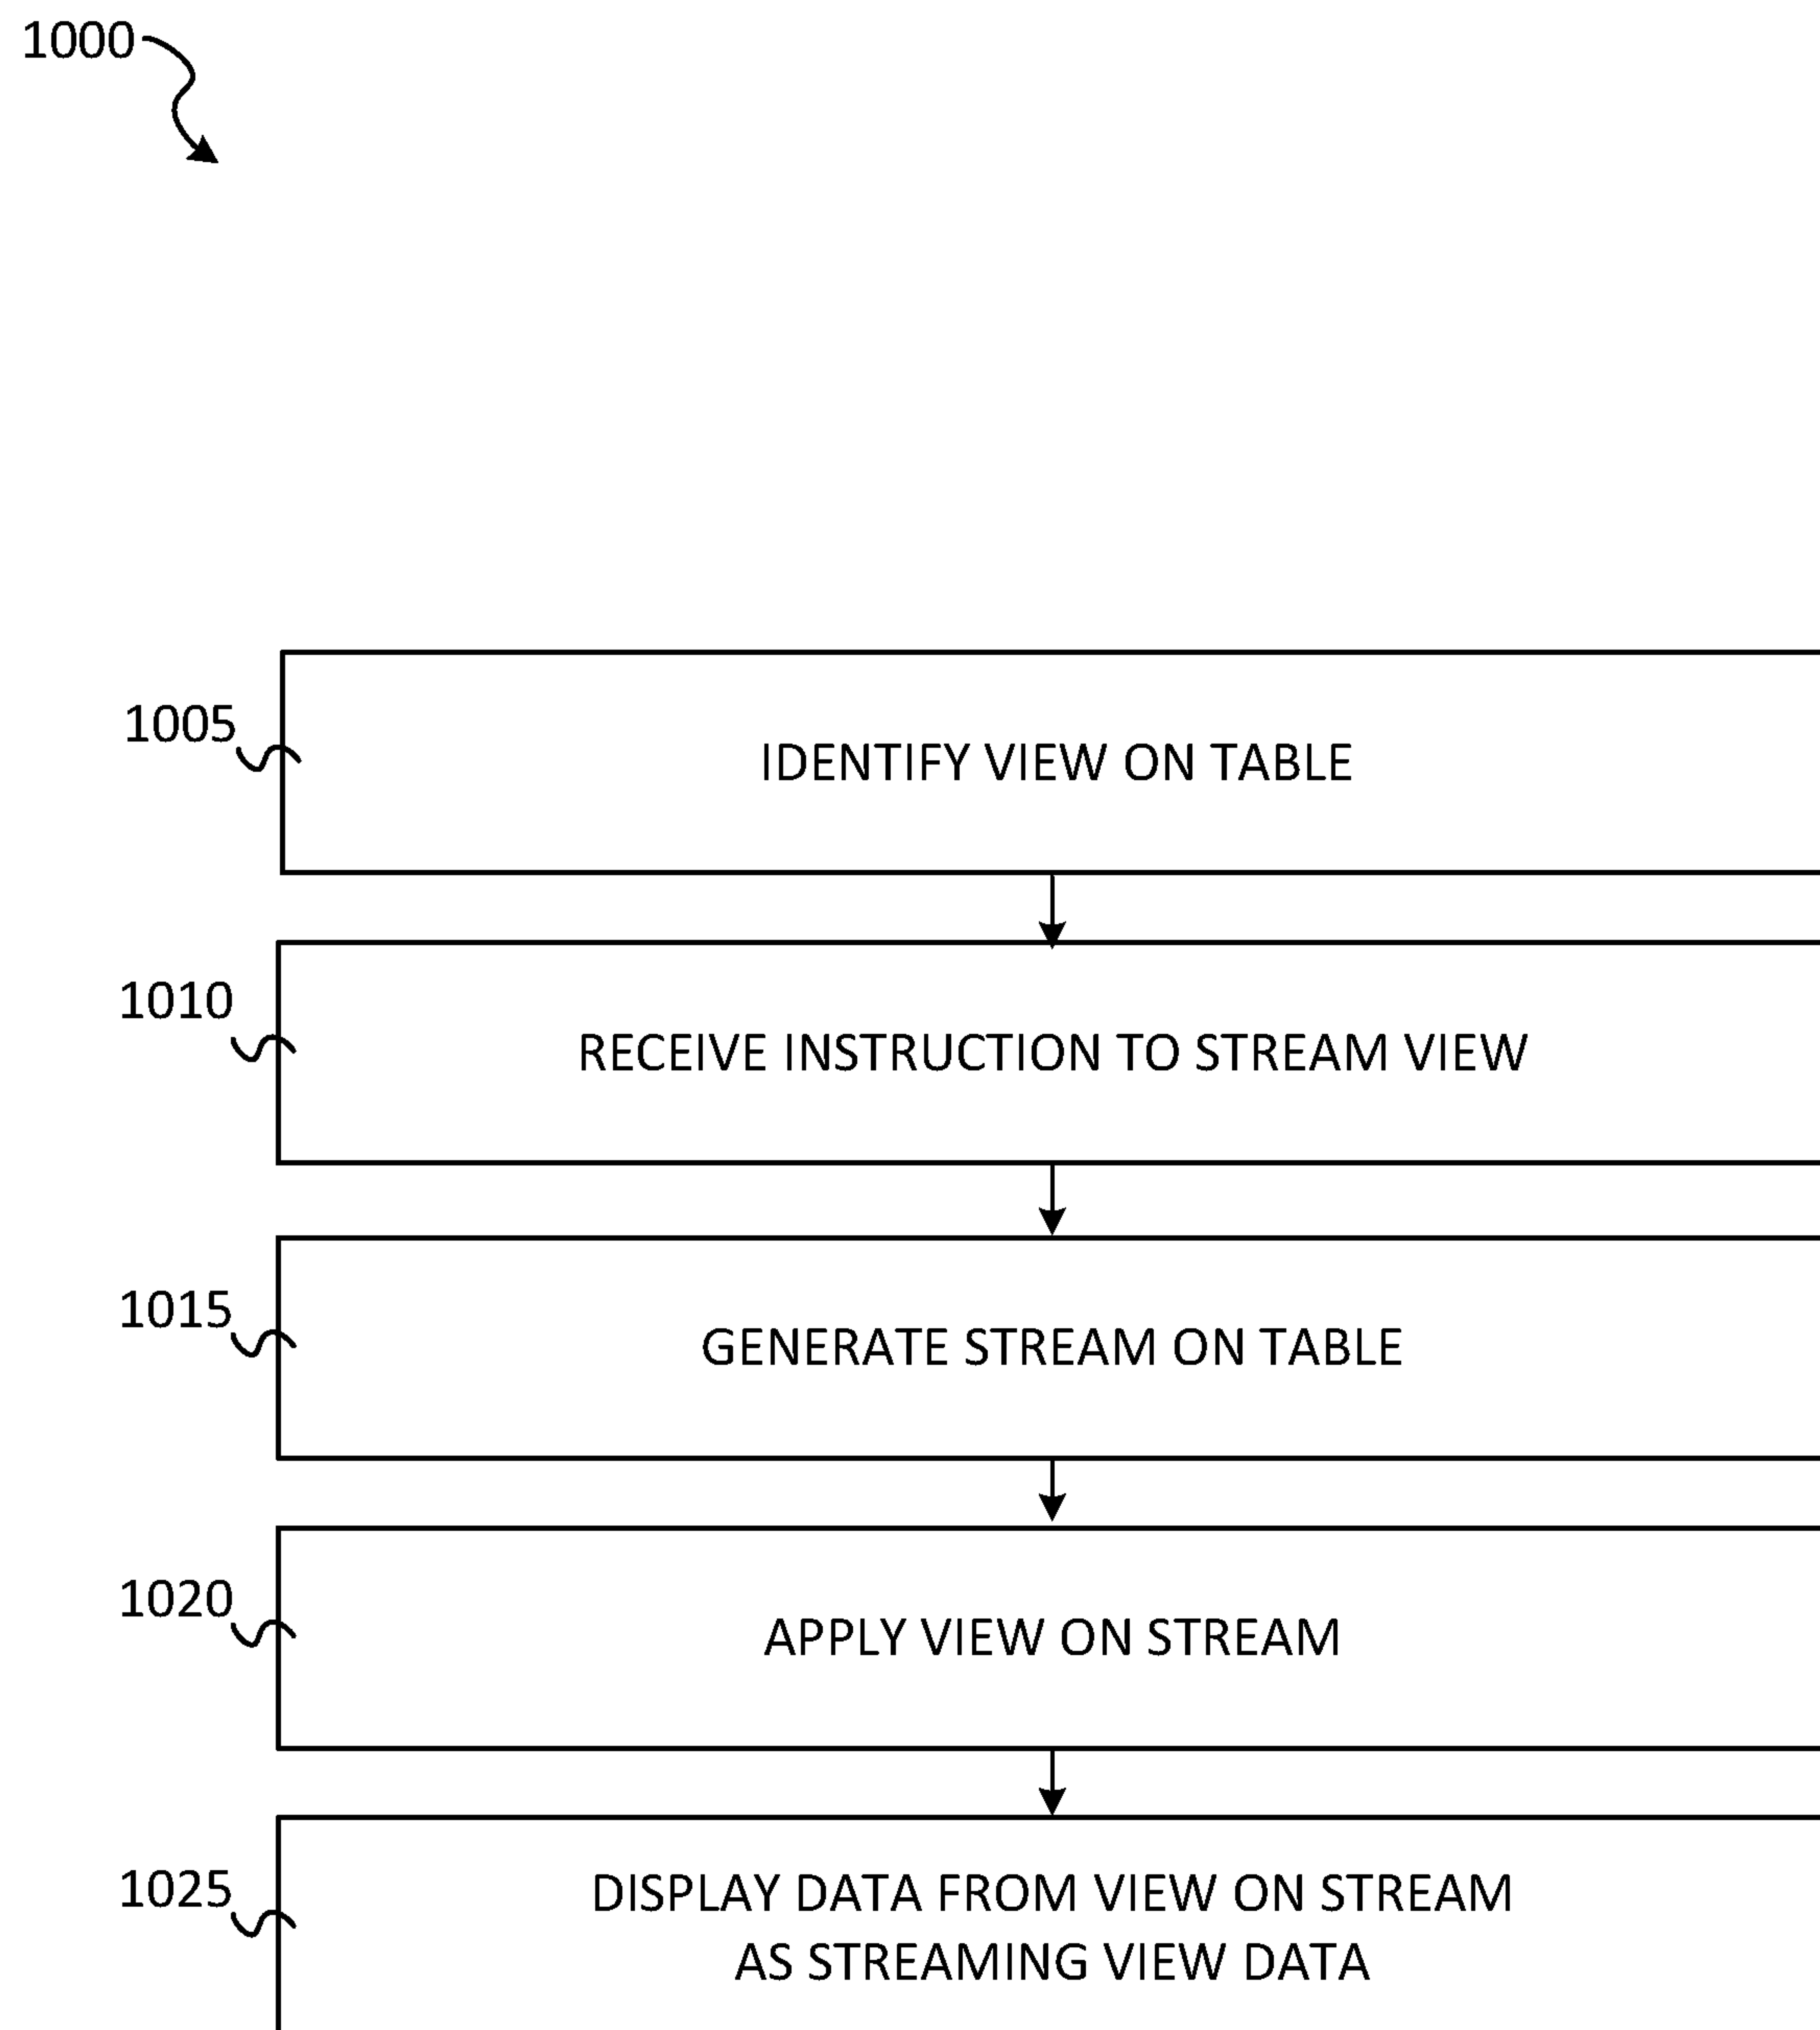 1000
1005
IDENTIFY VIEW ON TABLE
1010
RECEIVE INSTRUCTION TO STREAM VIEW
1015
GENERATE STREAM ON TABLE
1020
APPLY VIEW ON STREAM
1025
DISPLAY DATA FROM VIEW ON STREAM
AS STREAMING VIEW DATA